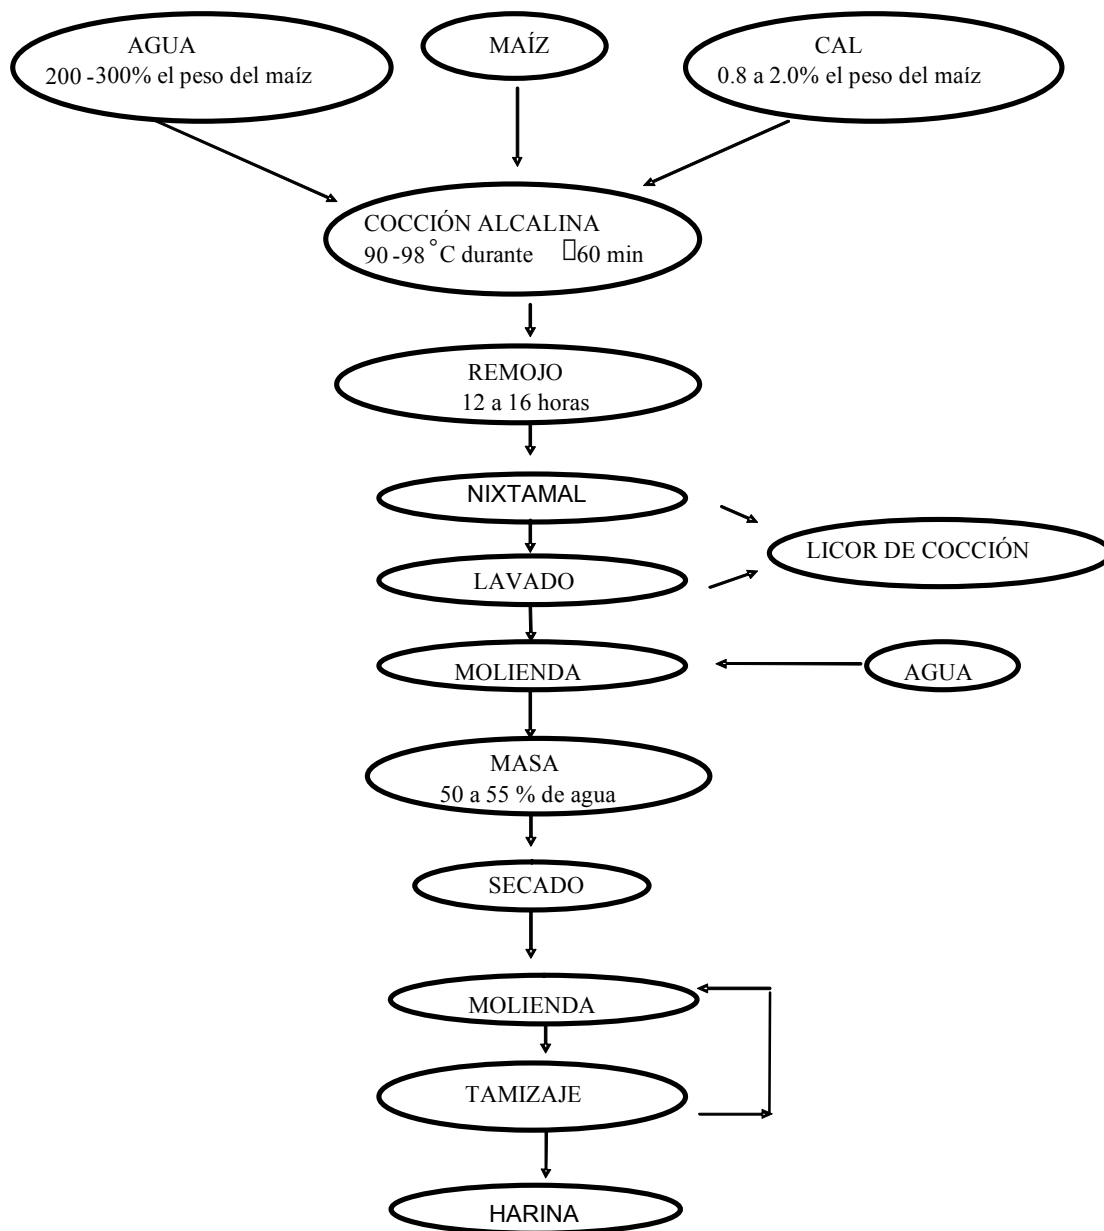 AGUA
200 -300% el peso del maíz
MAÍZ
CAL
0.8 a 2.0% el peso del maíz
COCCIÓN ALCALINA
90 -98 °C durante □60 min
REMOJO
12 a 16 horas
NIXTAMAL
LICOR DE COCCIÓN
LAVADO
MOLIENDA
AGUA
MASA
50 a 55 % de agua
SECADO
MOLIENDA
TAMIZAJE
HARINA